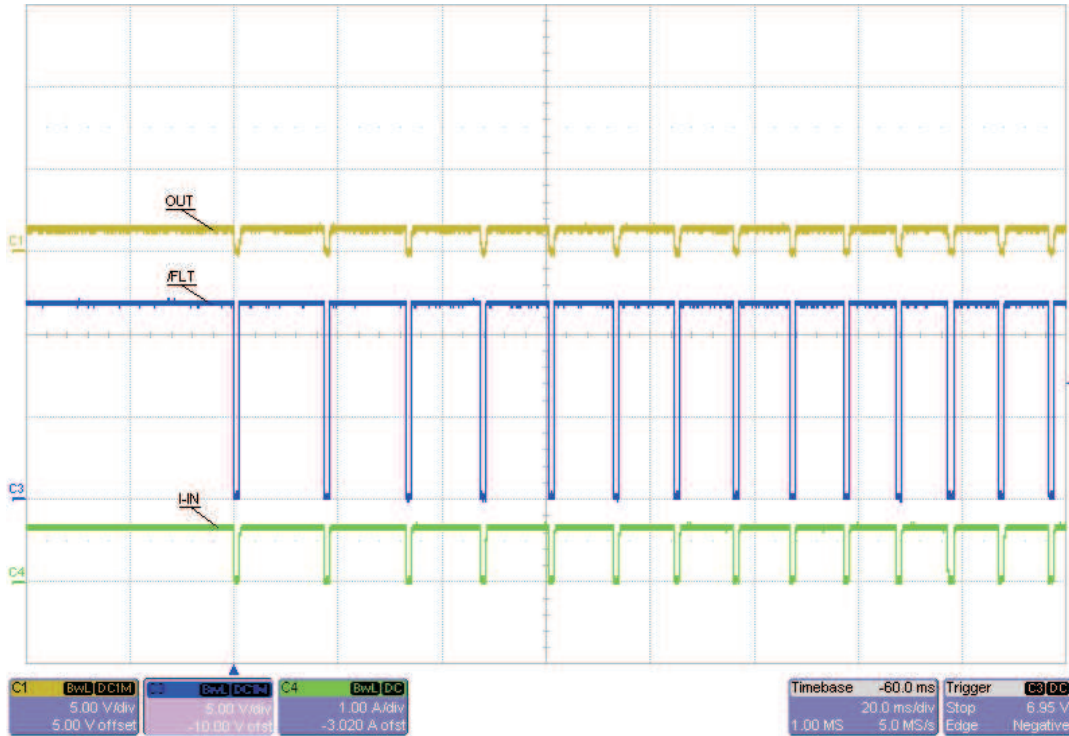 OUT
C1
/FLT
C3
I-IN
C4
C1 BwL DC1M
5.00 V/div
5.00 V offset
C3 BwL DC1M
5.00 V/div
-10.00 V ofst
C4 BwL DC
1.00 A/div
-3.020 A ofst
Timebase -60.0 ms
20.0 ms/div
1.00 MS 5.0 MS/s
Trigger C3 DC
Stop 6.95 V
Edge Negative